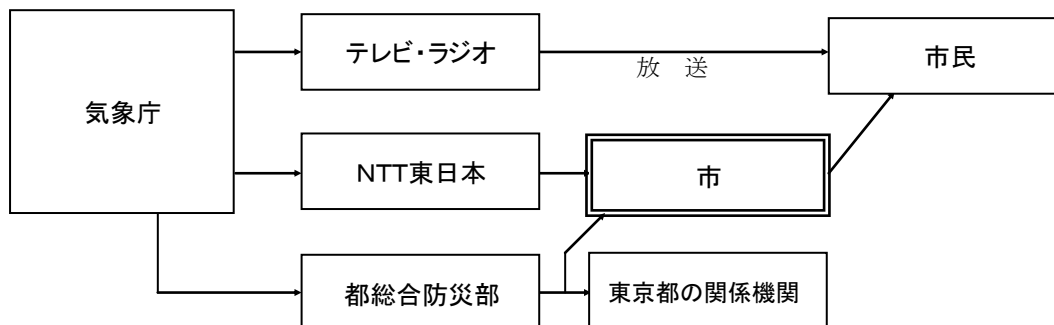 テレビ・ラジオ
放 送
市民
気象庁
NTT東日本
市
都総合防災部
東京都の関係機関